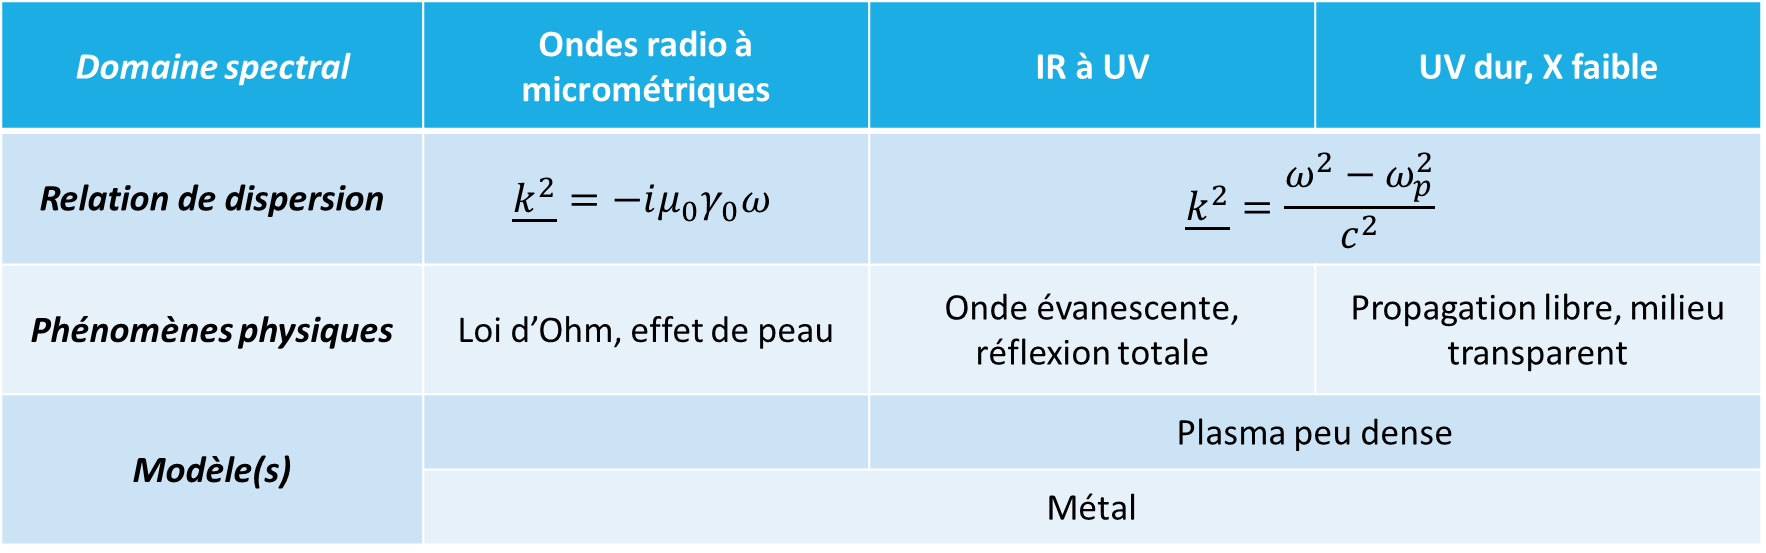 Domaine spectral
Ondes radio à
micrométriques
IR à UV
UV dur, X faible
Relation de dispersion
k² = −iμ₀γ₀ω
k² = (ω² − ωₚ²) / c²
Phénomènes physiques
Loi d’Ohm, effet de peau
Onde évanescente,
réflexion totale
Propagation libre, milieu
transparent
Modèle(s)
Plasma peu dense
Métal